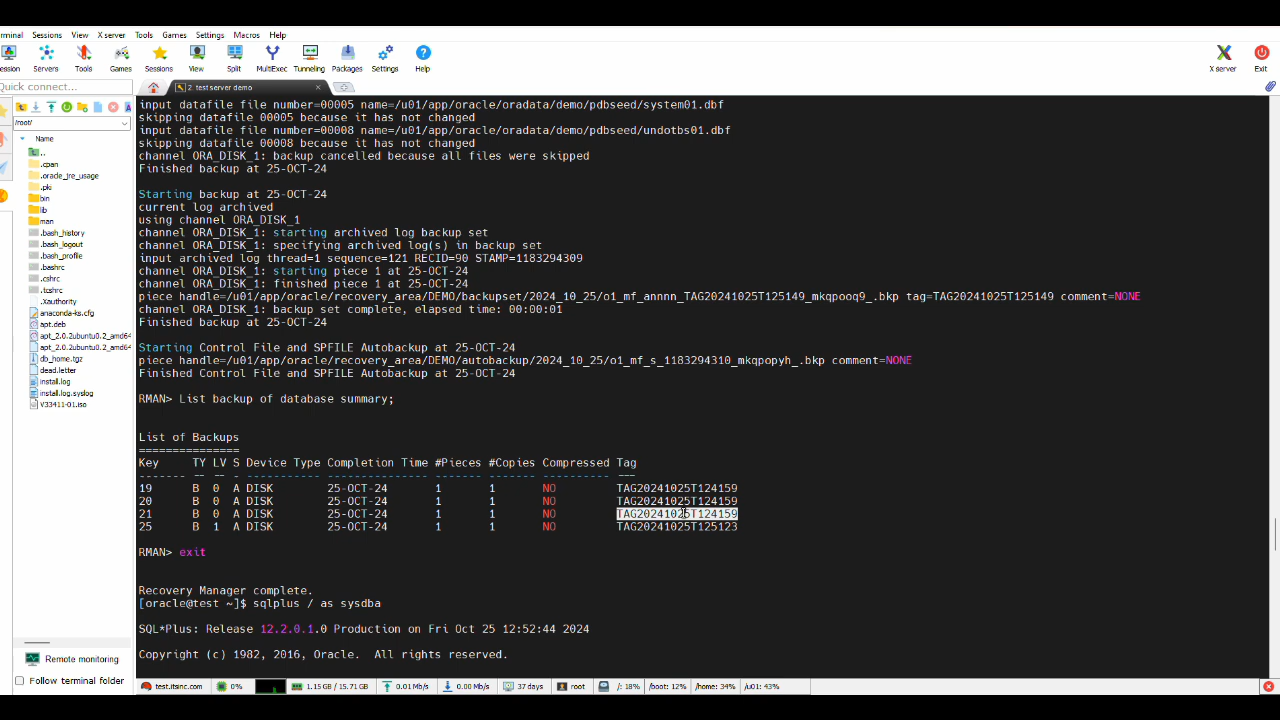 Terminal Sessions View X server Tools Games Settings Macros Help
Session Servers Tools Games Sessions View Split MultiExec Tunneling Packages Settings Help X server Exit
Quick connect...
2. test server demo
/root/
Name
..
.cpan
.oracle_jre_usage
.pki
bin
lib
man
.bash_history
.bash_logout
.bash_profile
.bashrc
.cshrc
.tcshrc
.Xauthority
anaconda-ks.cfg
apt.deb
apt_2.0.2ubuntu0.2_amd64
apt_2.0.2ubuntu0.2_amd64
db_home.tgz
dead.letter
install.log
install.log.syslog
V33411-01.iso
Remote monitoring
Follow terminal folder
input datafile file number=00005 name=/u01/app/oracle/oradata/demo/pdbseed/system01.dbf
skipping datafile 00005 because it has not changed
input datafile file number=00008 name=/u01/app/oracle/oradata/demo/pdbseed/undotbs01.dbf
skipping datafile 00008 because it has not changed
channel ORA_DISK_1: backup cancelled because all files were skipped
Finished backup at 25-OCT-24
Starting backup at 25-OCT-24
current log archived
using channel ORA_DISK_1
channel ORA_DISK_1: starting archived log backup set
channel ORA_DISK_1: specifying archived log(s) in backup set
input archived log thread=1 sequence=121 RECID=90 STAMP=1183294309
channel ORA_DISK_1: starting piece 1 at 25-OCT-24
channel ORA_DISK_1: finished piece 1 at 25-OCT-24
piece handle=/u01/app/oracle/recovery_area/DEMO/backupset/2024_10_25/o1_mf_annnn_TAG20241025T125149_mkqpooq9_.bkp tag=TAG20241025T125149 comment=NONE
channel ORA_DISK_1: backup set complete, elapsed time: 00:00:01
Finished backup at 25-OCT-24
Starting Control File and SPFILE Autobackup at 25-OCT-24
piece handle=/u01/app/oracle/recovery_area/DEMO/autobackup/2024_10_25/o1_mf_s_1183294310_mkqpopyh_.bkp comment=NONE
Finished Control File and SPFILE Autobackup at 25-OCT-24
RMAN> List backup of database summary;
List of Backups
===============
Key TY LV S Device Type Completion Time #Pieces #Copies Compressed Tag
------- -- -- - ----------- --------------- ------- ------- ---------- ---
19 B 0 A DISK 25-OCT-24 1 1 NO TAG20241025T124159
20 B 0 A DISK 25-OCT-24 1 1 NO TAG20241025T124159
21 B 0 A DISK 25-OCT-24 1 1 NO TAG20241025T124159
25 B 1 A DISK 25-OCT-24 1 1 NO TAG20241025T125123
RMAN> exit
Recovery Manager complete.
[oracle@test ~]$ sqlplus / as sysdba
SQL*Plus: Release 12.2.0.1.0 Production on Fri Oct 25 12:52:44 2024
Copyright (c) 1982, 2016, Oracle. All rights reserved.
test.itsinc.com 0% 1.15 GB / 15.71 GB 0.01 Mb/s 0.00 Mb/s 37 days root /: 18% /boot: 12% /home: 34% /u01: 43%